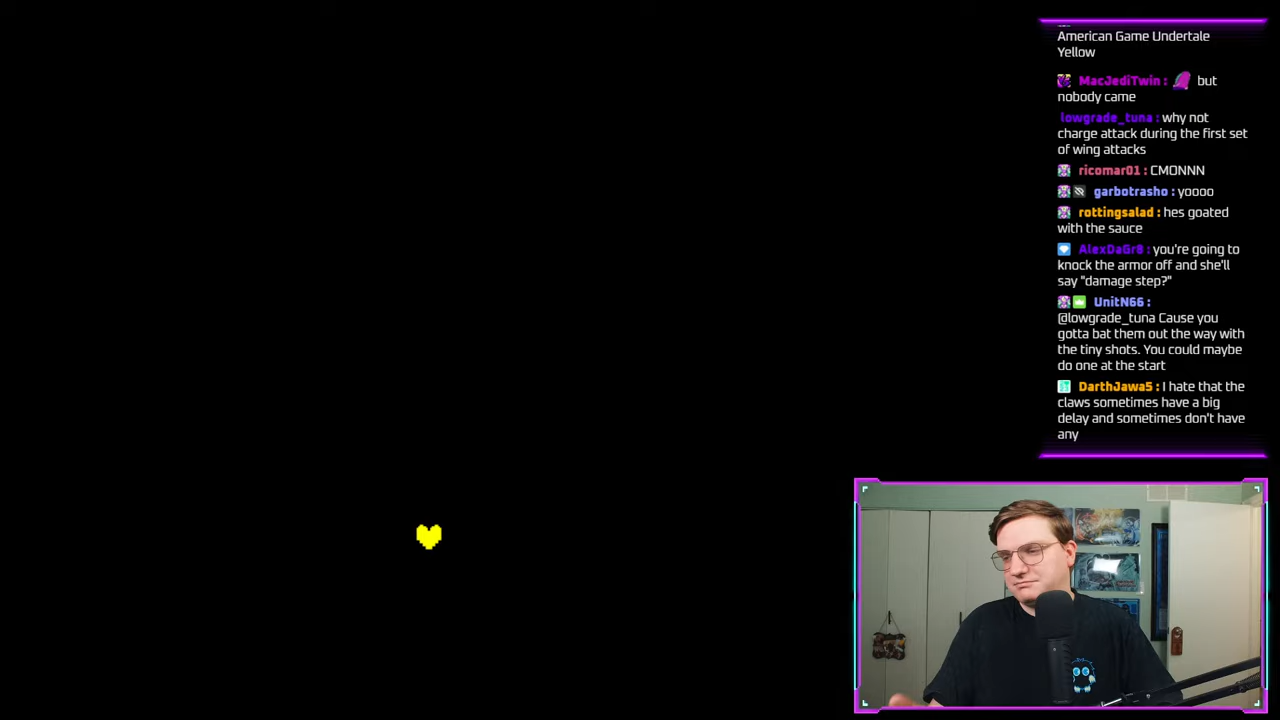 American Game Undertale
Yellow
MacJediTwin : but
nobody came
lowgrade_tuna : why not
charge attack during the first set
of wing attacks
ricomar01 : CMONNN
garbotrasho : yoooo
rottingsalad : hes goated
with the sauce
AlexDaGr8 : you're going to
knock the armor off and she'll
say "damage step?"
UnitN66 :
@lowgrade_tuna Cause you
gotta bat them out the way with
the tiny shots. You could maybe
do one at the start
DarthJawa5 : I hate that the
claws sometimes have a big
delay and sometimes don't have
any